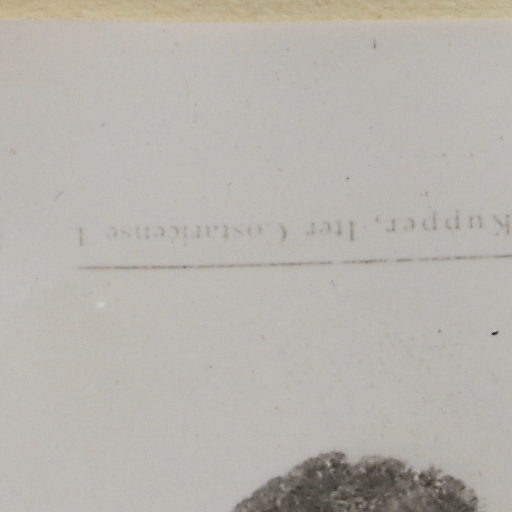 Kupper, Iter Costaricense I